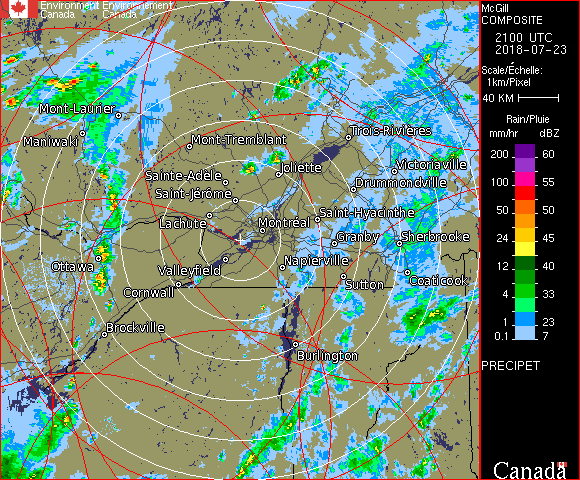 Environment Environnement
Canada Canada
McGill
COMPOSITE
2100 UTC
2018-07-23
Scale/Échelle:
1km/Pixel
40 KM
Rain/Pluie
mm/hr dBZ
200 60
100 55
50 50
24 45
12 40
4 33
1 23
0.1 7
PRECIPET
Canada
Mont-Laurier
Maniwaki
Mont-Tremblant
Trois-Rivières
Sainte-Adèle
Joliette
Victoriaville
Saint-Jérôme
Drummondville
Lachute
Montréal
Saint-Hyacinthe
Granby
Sherbrooke
Ottawa
Valleyfield
Napierville
Cornwall
Sutton
Coaticook
Brockville
Burlington